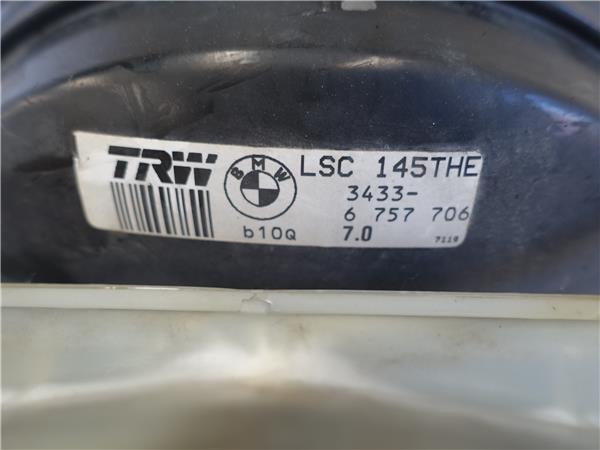 TRW BMW LSC 145THE
3433-
6 757 706
b10Q 7.0 7119